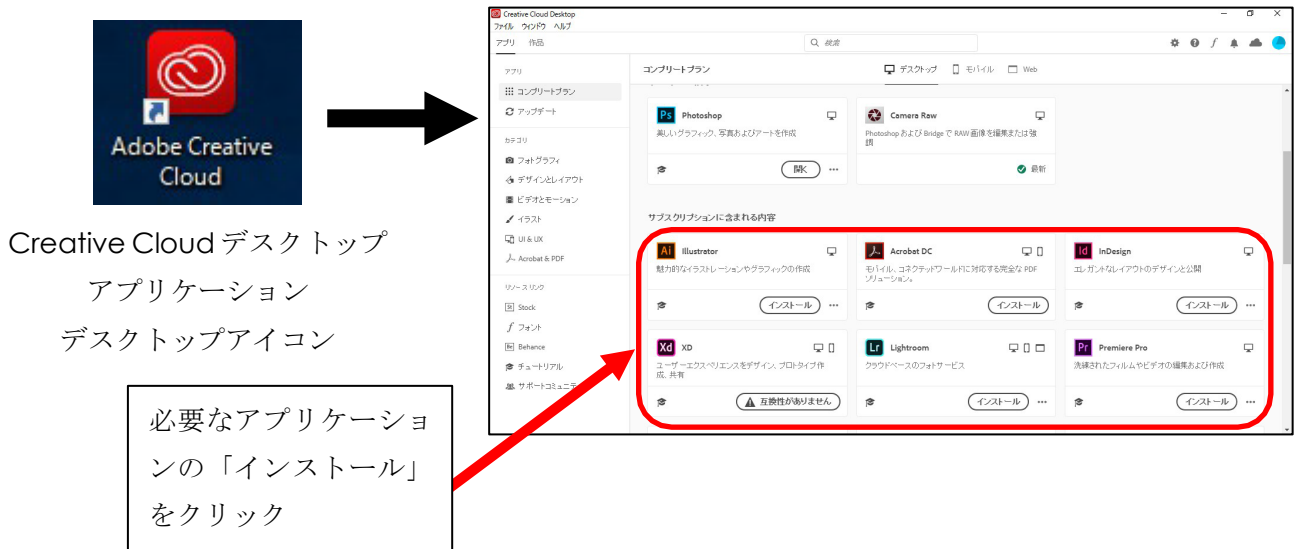 Adobe Creative
Cloud
Creative Cloud デスクトップ
アプリケーション
デスクトップアイコン
必要なアプリケーショ
ンの「インストール」
をクリック
Creative Cloud Desktop
ファイル ウィンドウ ヘルプ
アプリ 作品
検索
アプリ
コンプリートプラン
アップデート
カテゴリ
フォトグラフィ
デザインとレイアウト
ビデオとモーション
イラスト
UI & UX
Acrobat & PDF
リソースリンク
St Stock
フォント
Be Behance
チュートリアル
サポートコミュニテ
コンプリートプラン
デスクトップ モバイル Web
Ps Photoshop
美しいグラフィック、写真およびアートを作成
開く
Camera Raw
Photoshop および Bridge で RAW 画像を編集または強
調
最新
サブスクリプションに含まれる内容
Ai Illustrator
魅力的なイラストレーションやグラフィックの作成
インストール
Acrobat DC
モバイル、コネクテッドワールドに対応する完全な PDF
ソリューション。
インストール
Id InDesign
エレガントなレイアウトのデザインと公開
インストール
Xd XD
ユーザーエクスペリエンスをデザイン、プロトタイプ作
成、共有
互換性がありません
Lr Lightroom
クラウドベースのフォトサービス
インストール
Pr Premiere Pro
洗練されたフィルムやビデオの編集および作成
インストール